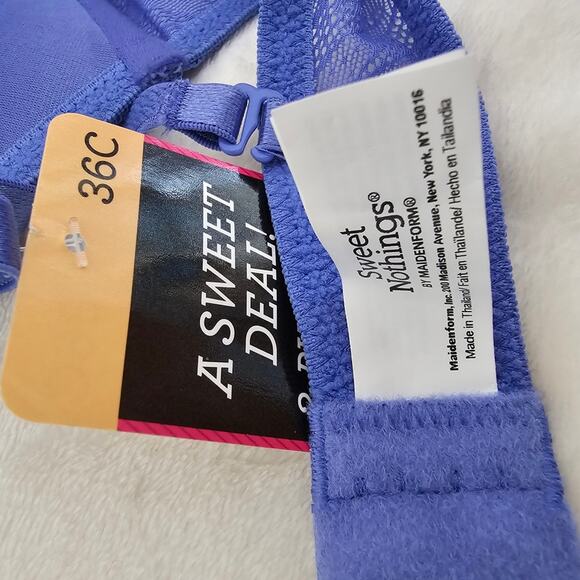 36C
A SWEET
DEAL!
Sweet
Nothings®
BY MAIDENFORM®
Maidenform, Inc. 200 Madison Avenue, New York, NY 10016
Made in Thailand/ Fait en Thaïlande/ Hecho en Tailandia